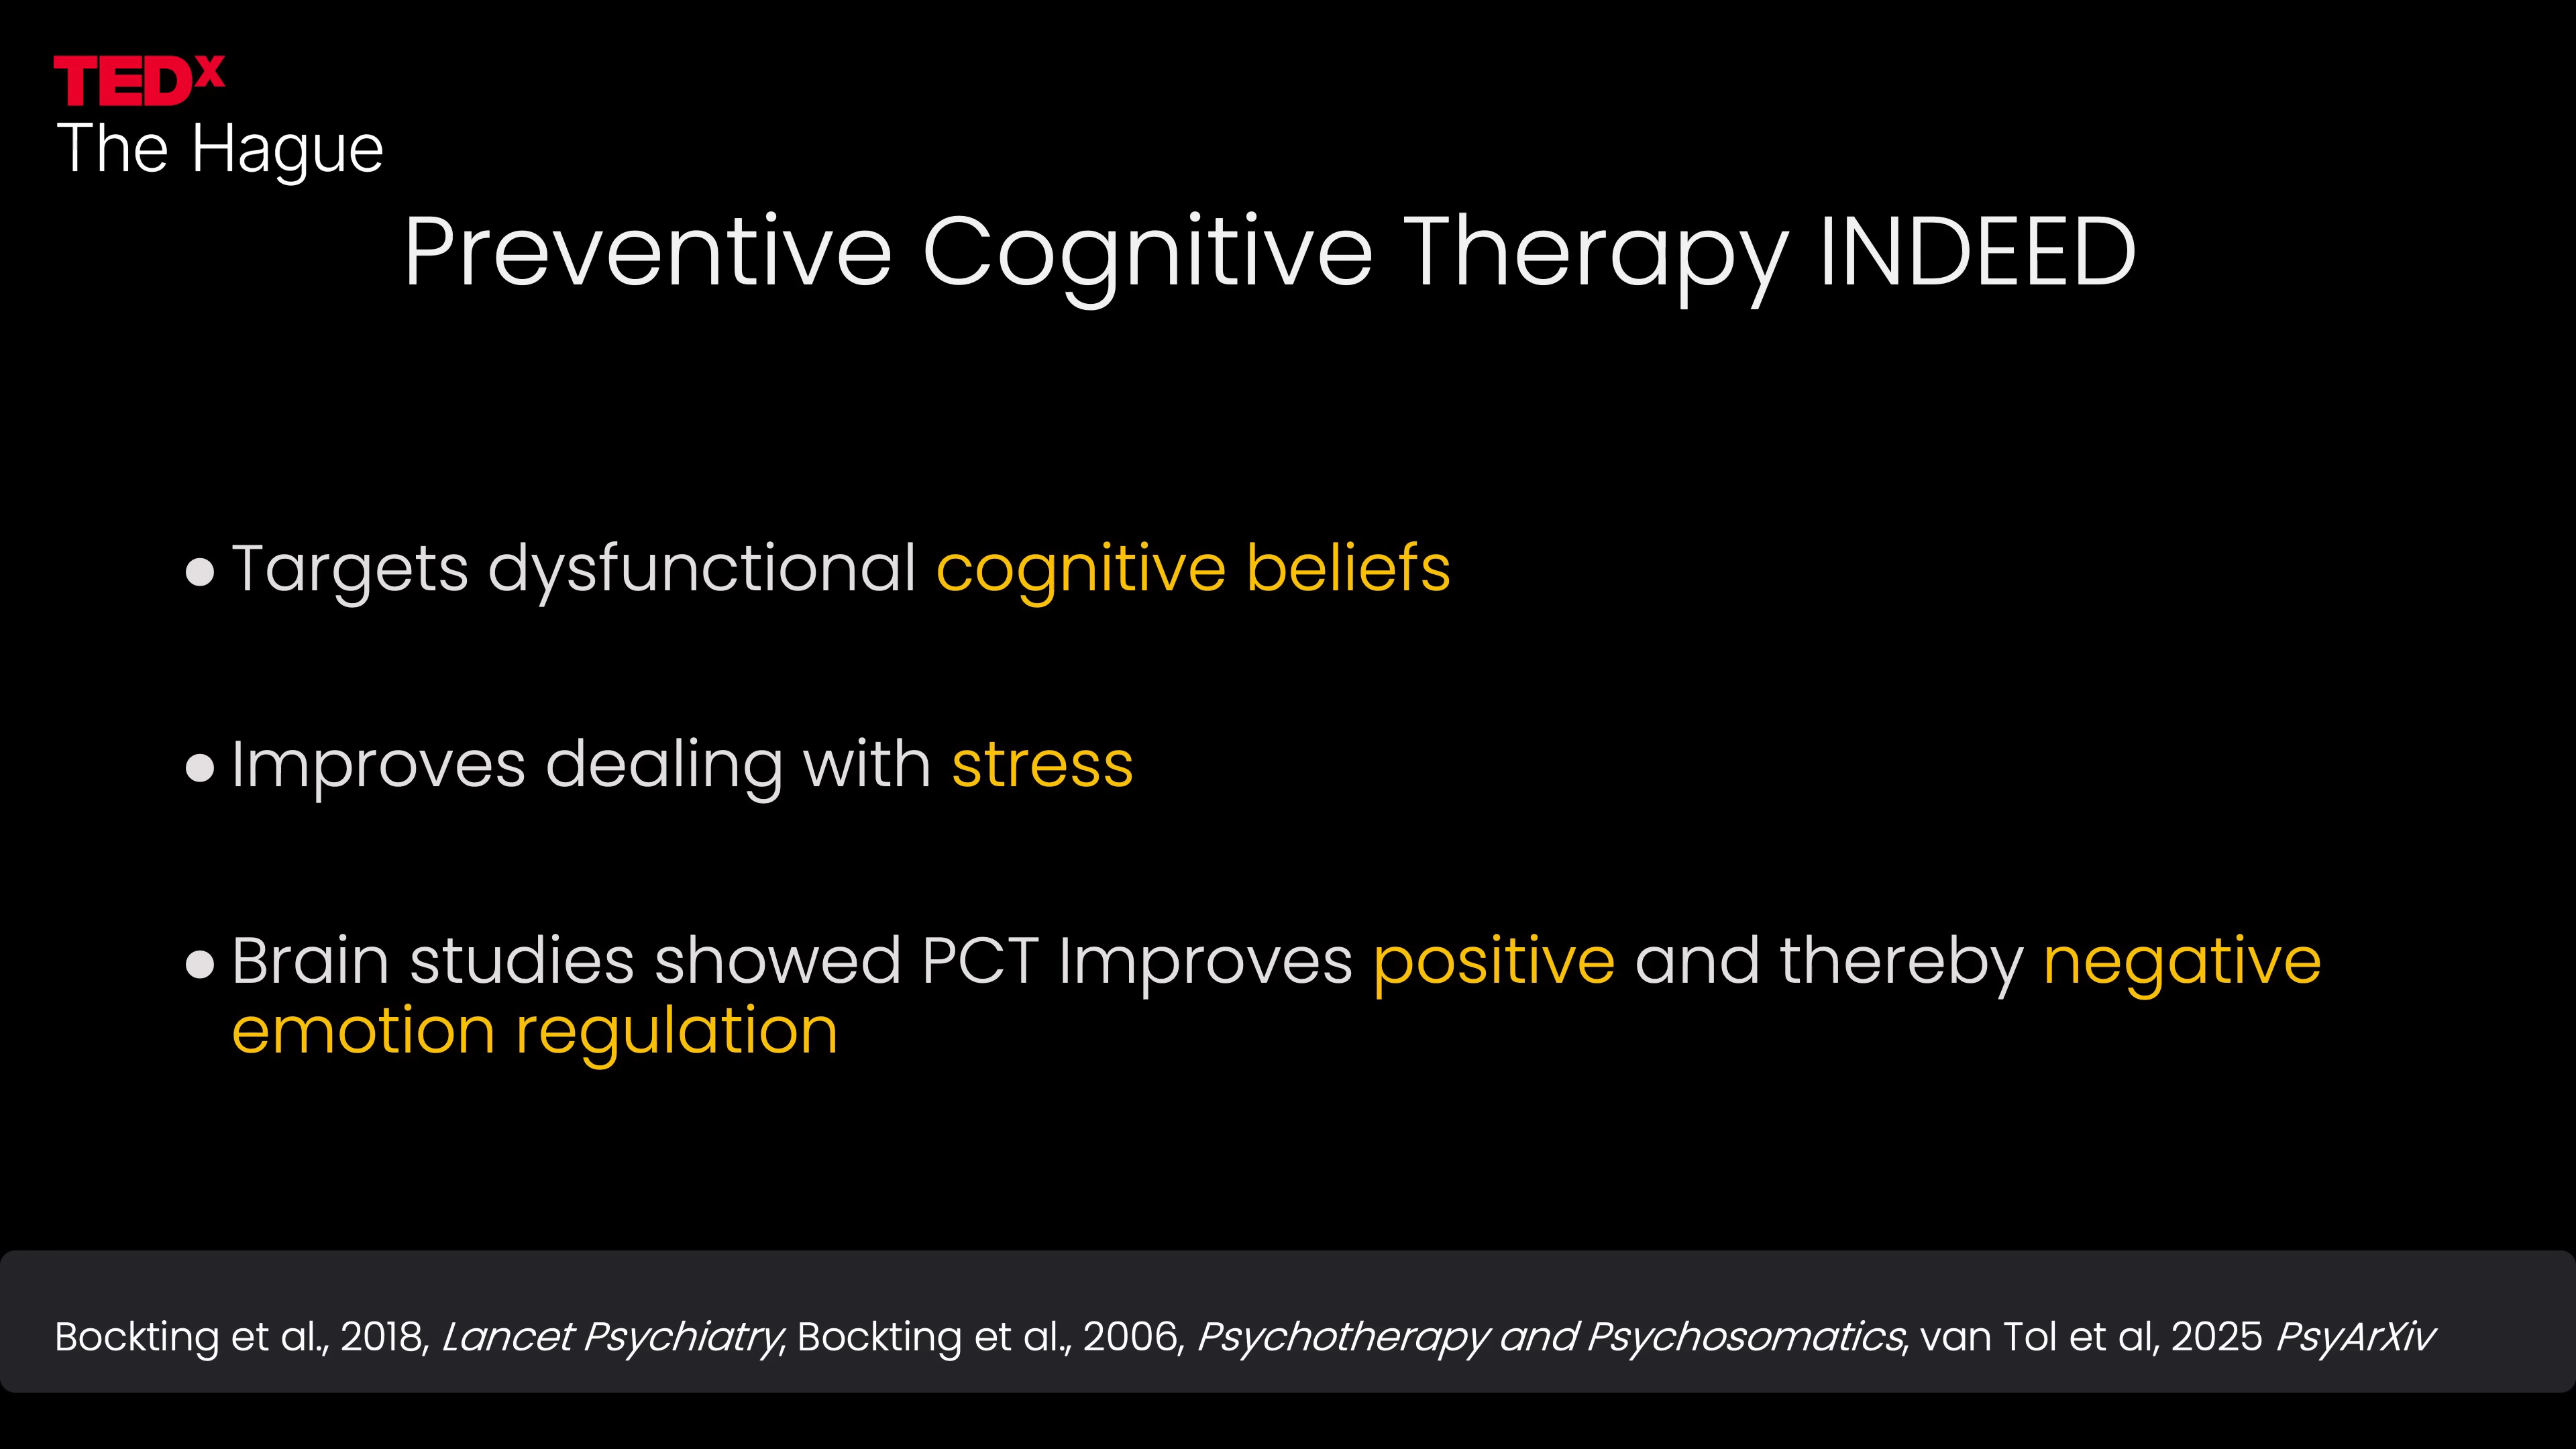 TEDx
The Hague
Preventive Cognitive Therapy INDEED
● Targets dysfunctional cognitive beliefs
● Improves dealing with stress
● Brain studies showed PCT Improves positive and thereby negative
emotion regulation
Bockting et al., 2018, Lancet Psychiatry, Bockting et al., 2006, Psychotherapy and Psychosomatics, van Tol et al, 2025 PsyArXiv